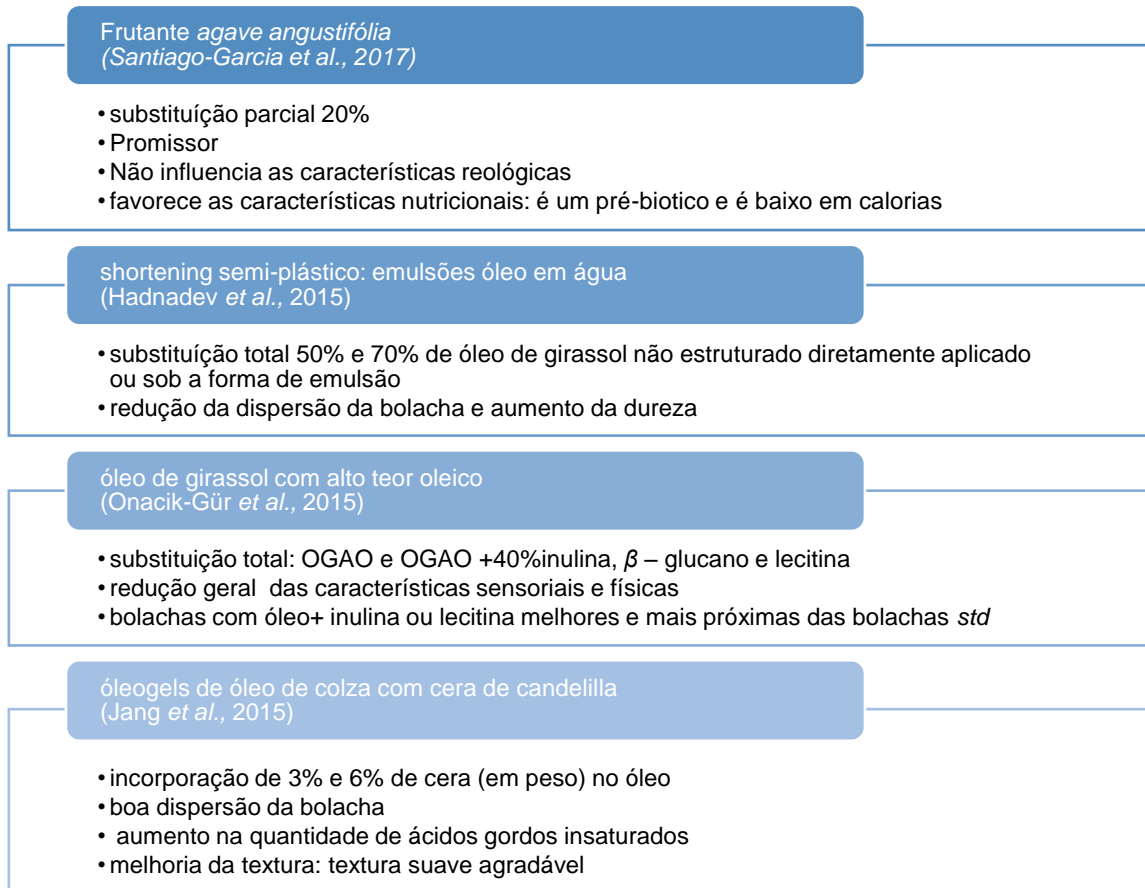 Frutante agave angustifólia
(Santiago-Garcia et al., 2017)
• substituíção parcial 20%
• Promissor
• Não influencia as características reológicas
• favorece as características nutricionais: é um pré-biotico e é baixo em calorias
shortening semi-plástico: emulsões óleo em água
(Hadnadev et al., 2015)
• substituíção total 50% e 70% de óleo de girassol não estruturado diretamente aplicado
ou sob a forma de emulsão
• redução da dispersão da bolacha e aumento da dureza
óleo de girassol com alto teor oleico
(Onacik-Gür et al., 2015)
• substituição total: OGAO e OGAO +40%inulina, β – glucano e lecitina
• redução geral das características sensoriais e físicas
• bolachas com óleo+ inulina ou lecitina melhores e mais próximas das bolachas std
óleogels de óleo de colza com cera de candelilla
(Jang et al., 2015)
• incorporação de 3% e 6% de cera (em peso) no óleo
• boa dispersão da bolacha
• aumento na quantidade de ácidos gordos insaturados
• melhoria da textura: textura suave agradável